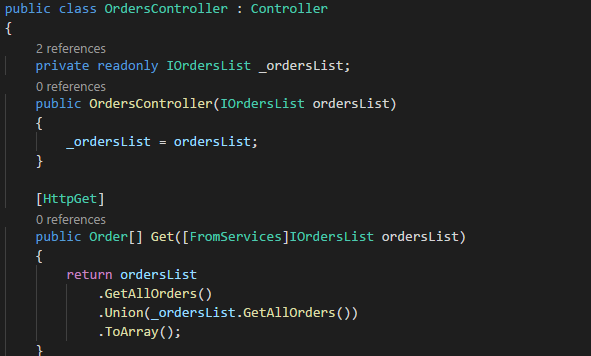 public class OrdersController : Controller
{
2 references
private readonly IOrdersList _ordersList;
0 references
public OrdersController(IOrdersList ordersList)
{
_ordersList = ordersList;
}
[HttpGet]
0 references
public Order[] Get([FromServices]IOrdersList ordersList)
{
return ordersList
.GetAllOrders()
.Union(_ordersList.GetAllOrders())
.ToArray();
}